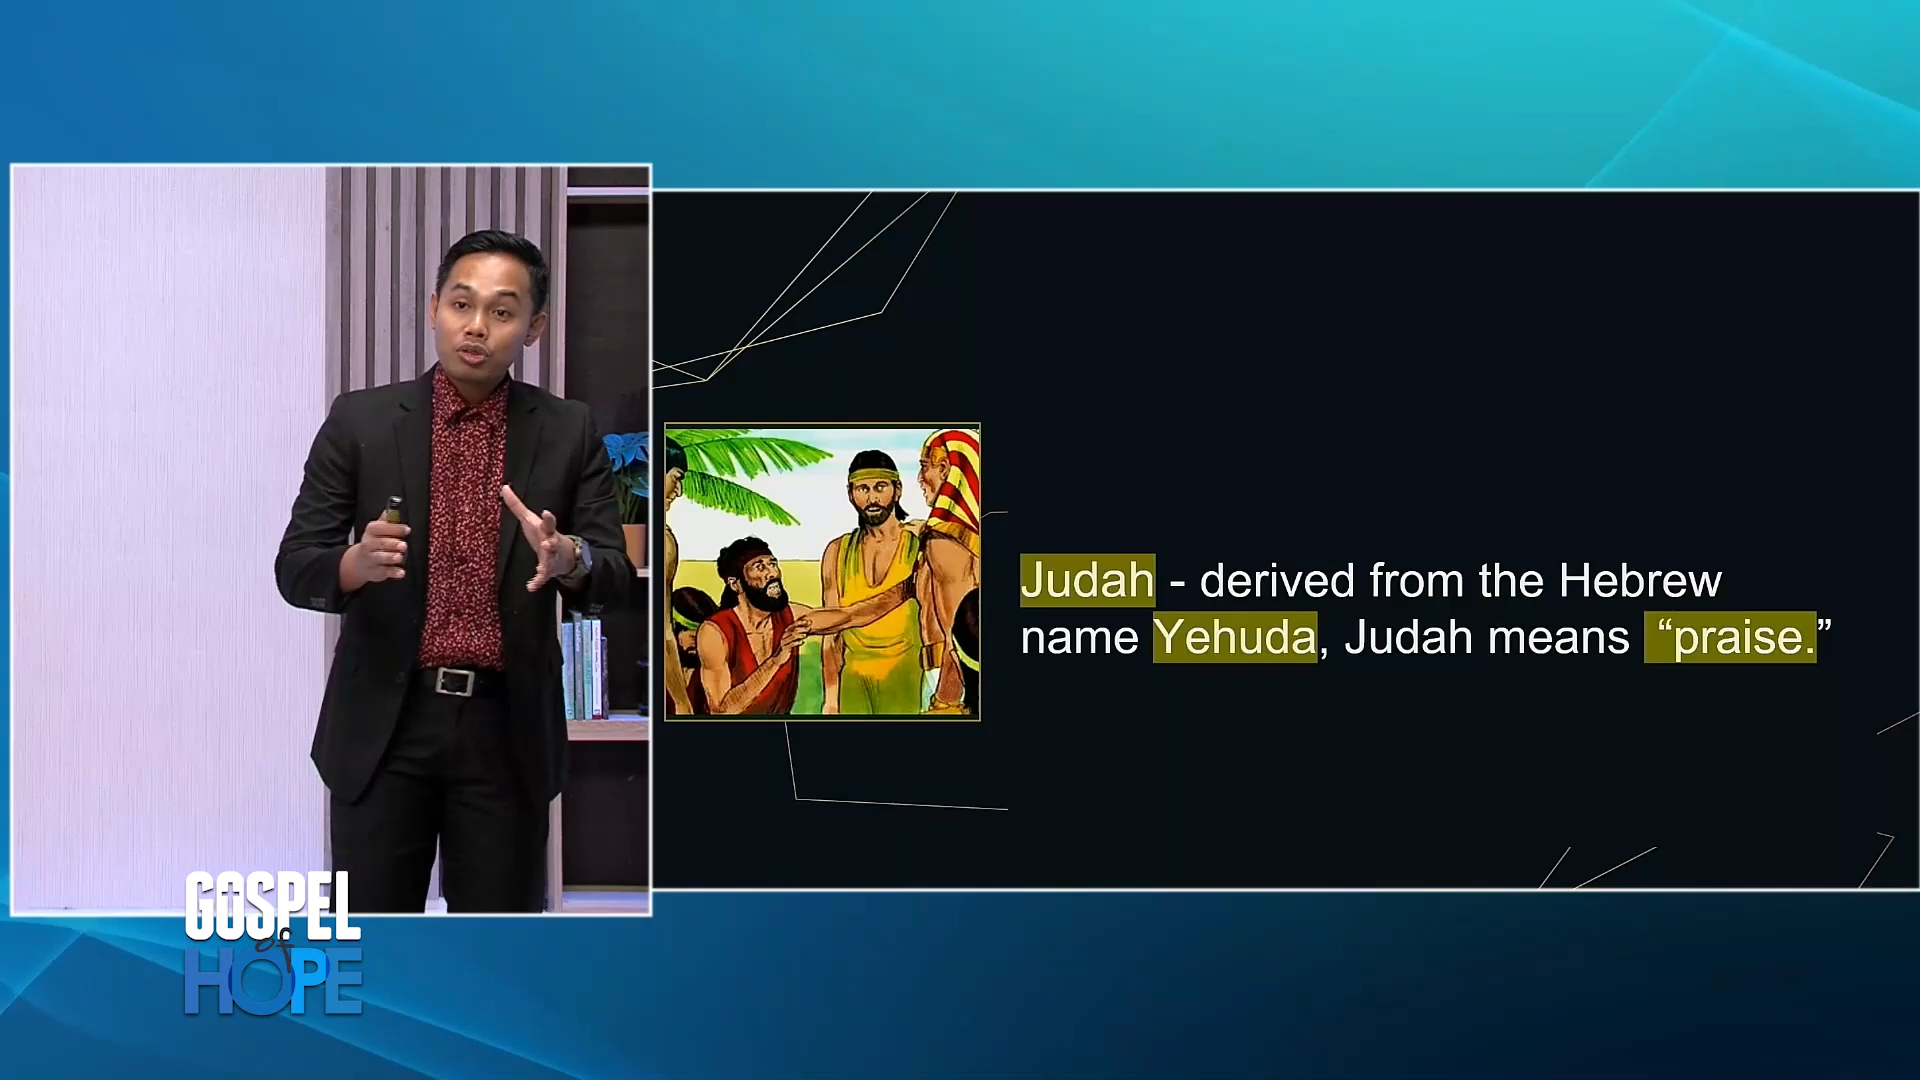 Judah - derived from the Hebrew
name Yehuda, Judah means “praise.”
GOSPEL
of
HOPE